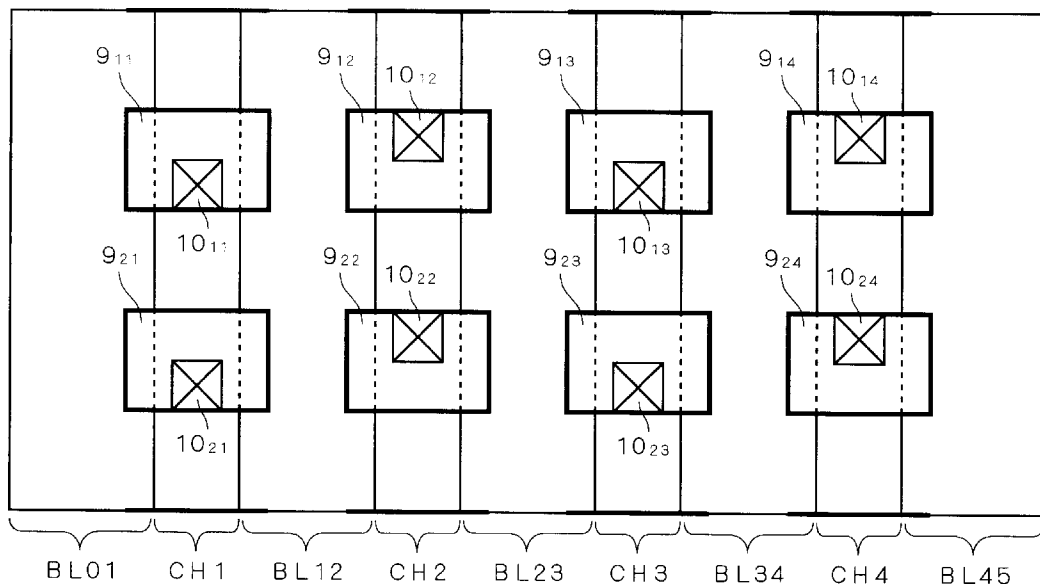 9₁₁ 9₁₂ 10₁₂ 9₁₃ 9₁₄ 10₁₄
10₁₁ 10₁₃
9₂₁ 9₂₂ 10₂₂ 9₂₃ 9₂₄ 10₂₄
10₂₁ 10₂₃
BL01 CH1 BL12 CH2 BL23 CH3 BL34 CH4 BL45